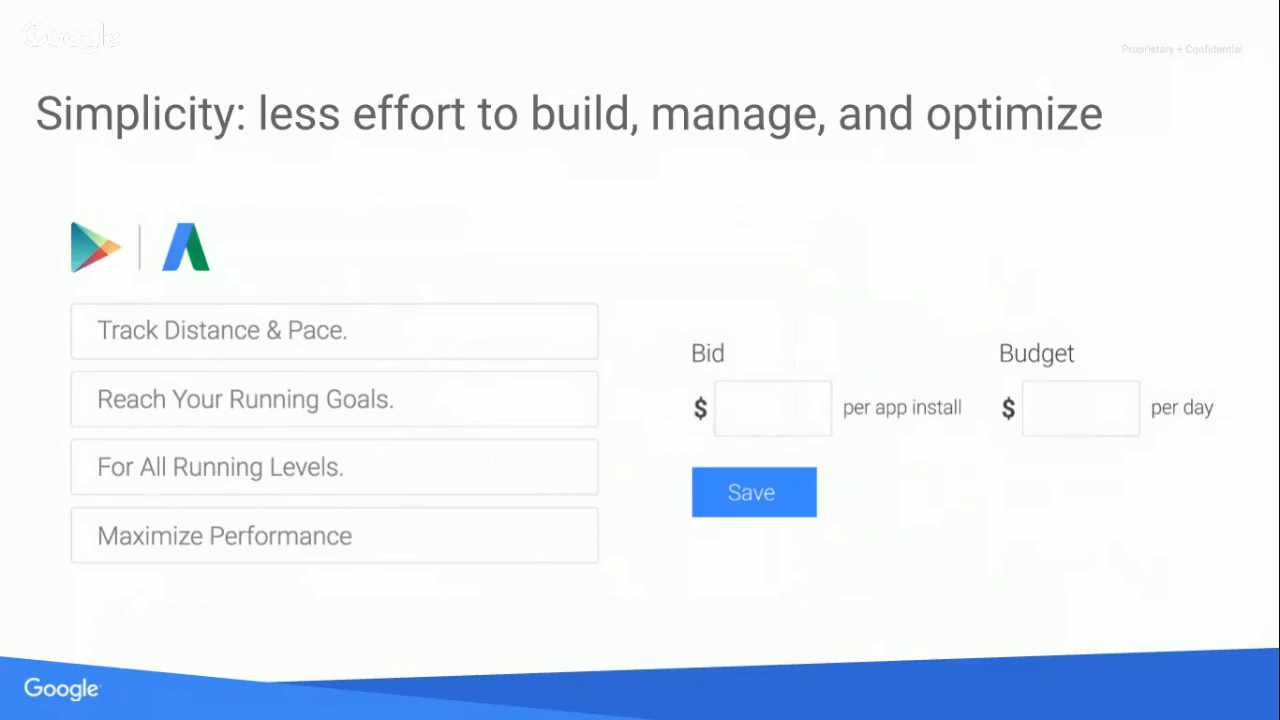 Google
Proprietary + Confidential
Simplicity: less effort to build, manage, and optimize
Track Distance & Pace.
Reach Your Running Goals.
For All Running Levels.
Maximize Performance
Bid
$ per app install
Budget
$ per day
Save
Google